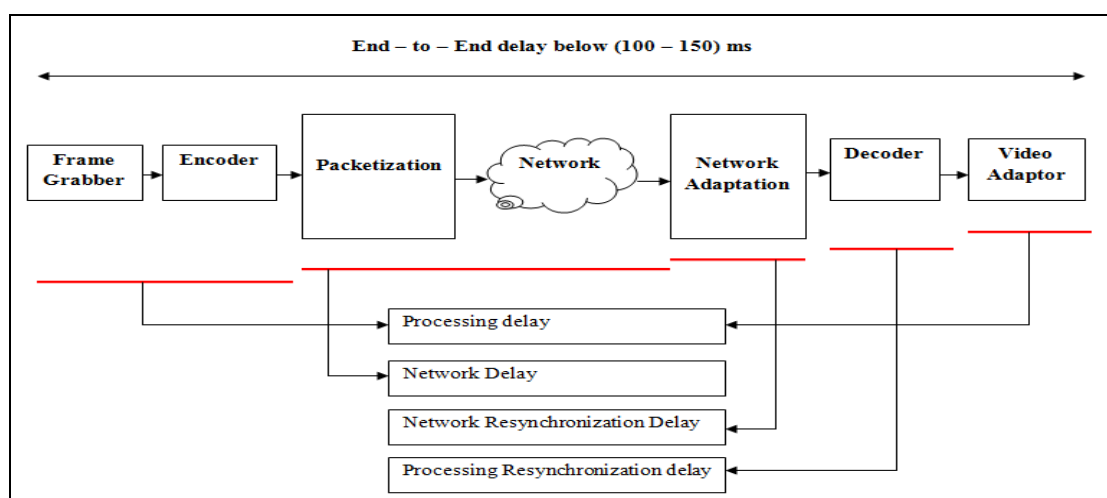 End – to – End delay below (100 – 150) ms
Frame
Grabber
Encoder
Packetization
Network
Network
Adaptation
Decoder
Video
Adaptor
Processing delay
Network Delay
Network Resynchronization Delay
Processing Resynchronization delay